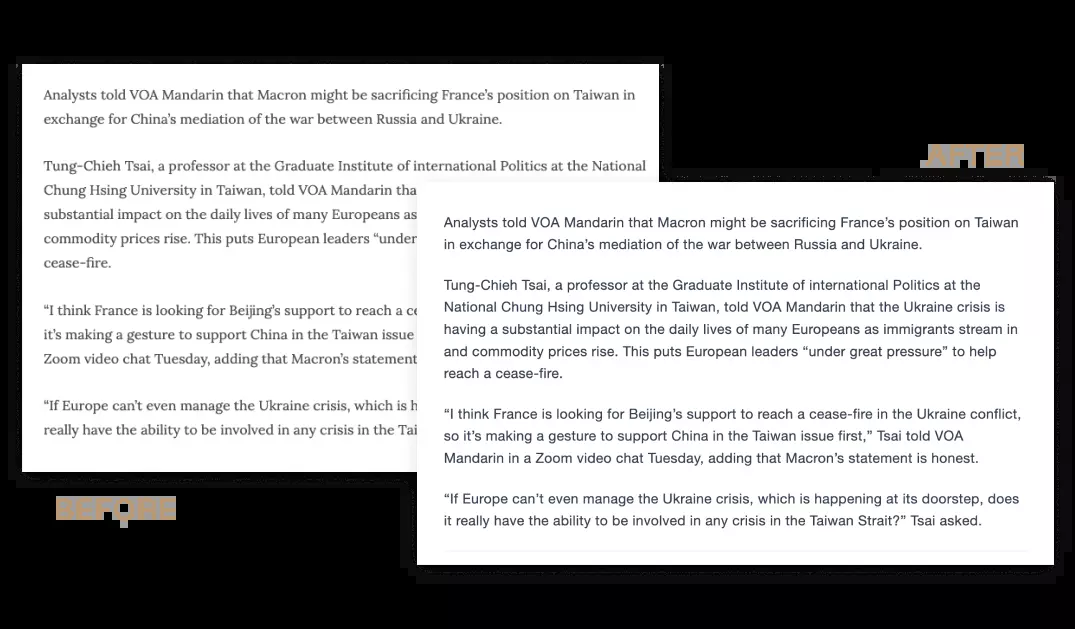 Analysts told VOA Mandarin that Macron might be sacrificing France’s position on Taiwan in
exchange for China’s mediation of the war between Russia and Ukraine.
Tung-Chieh Tsai, a professor at the Graduate Institute of international Politics at the National
Chung Hsing University in Taiwan, told VOA Mandarin
substantial impact on the daily lives of many Europeans as
commodity prices rise. This puts European leaders “under
cease-fire.
“I think France is looking for Beijing’s support to reach a
it’s making a gesture to support China in the Taiwan issue
Zoom video chat Tuesday, adding that Macron’s statement
“If Europe can’t even manage the Ukraine crisis, which is
really have the ability to be involved in any crisis in the
BEFORE
AFTER
Analysts told VOA Mandarin that Macron might be sacrificing France’s position on Taiwan
in exchange for China’s mediation of the war between Russia and Ukraine.
Tung-Chieh Tsai, a professor at the Graduate Institute of international Politics at the
National Chung Hsing University in Taiwan, told VOA Mandarin that the Ukraine crisis is
having a substantial impact on the daily lives of many Europeans as immigrants stream in
and commodity prices rise. This puts European leaders “under great pressure” to help
reach a cease-fire.
“I think France is looking for Beijing’s support to reach a cease-fire in the Ukraine conflict,
so it’s making a gesture to support China in the Taiwan issue first,” Tsai told VOA
Mandarin in a Zoom video chat Tuesday, adding that Macron’s statement is honest.
“If Europe can’t even manage the Ukraine crisis, which is happening at its doorstep, does
it really have the ability to be involved in any crisis in the Taiwan Strait?” Tsai asked.